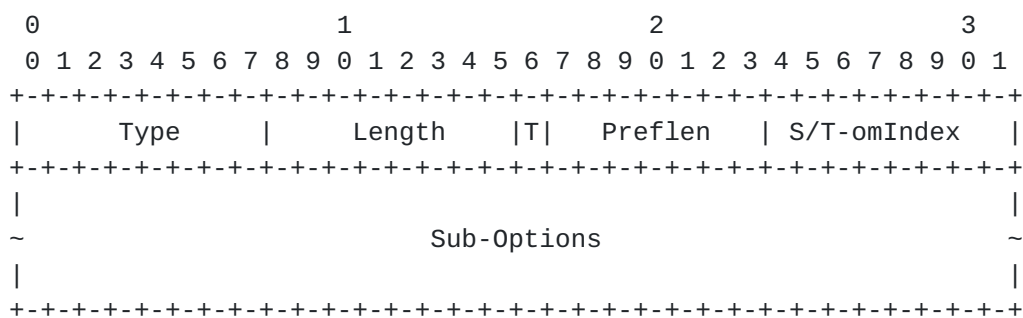 0                   1                   2                   3
 0 1 2 3 4 5 6 7 8 9 0 1 2 3 4 5 6 7 8 9 0 1 2 3 4 5 6 7 8 9 0 1
+-+-+-+-+-+-+-+-+-+-+-+-+-+-+-+-+-+-+-+-+-+-+-+-+-+-+-+-+-+-+-+-+
|      Type     |     Length    |T|   Preflen   | S/T-omIndex   |
+-+-+-+-+-+-+-+-+-+-+-+-+-+-+-+-+-+-+-+-+-+-+-+-+-+-+-+-+-+-+-+-+
|                                                               |
~                          Sub-Options                          ~
|                                                               |
+-+-+-+-+-+-+-+-+-+-+-+-+-+-+-+-+-+-+-+-+-+-+-+-+-+-+-+-+-+-+-+-+